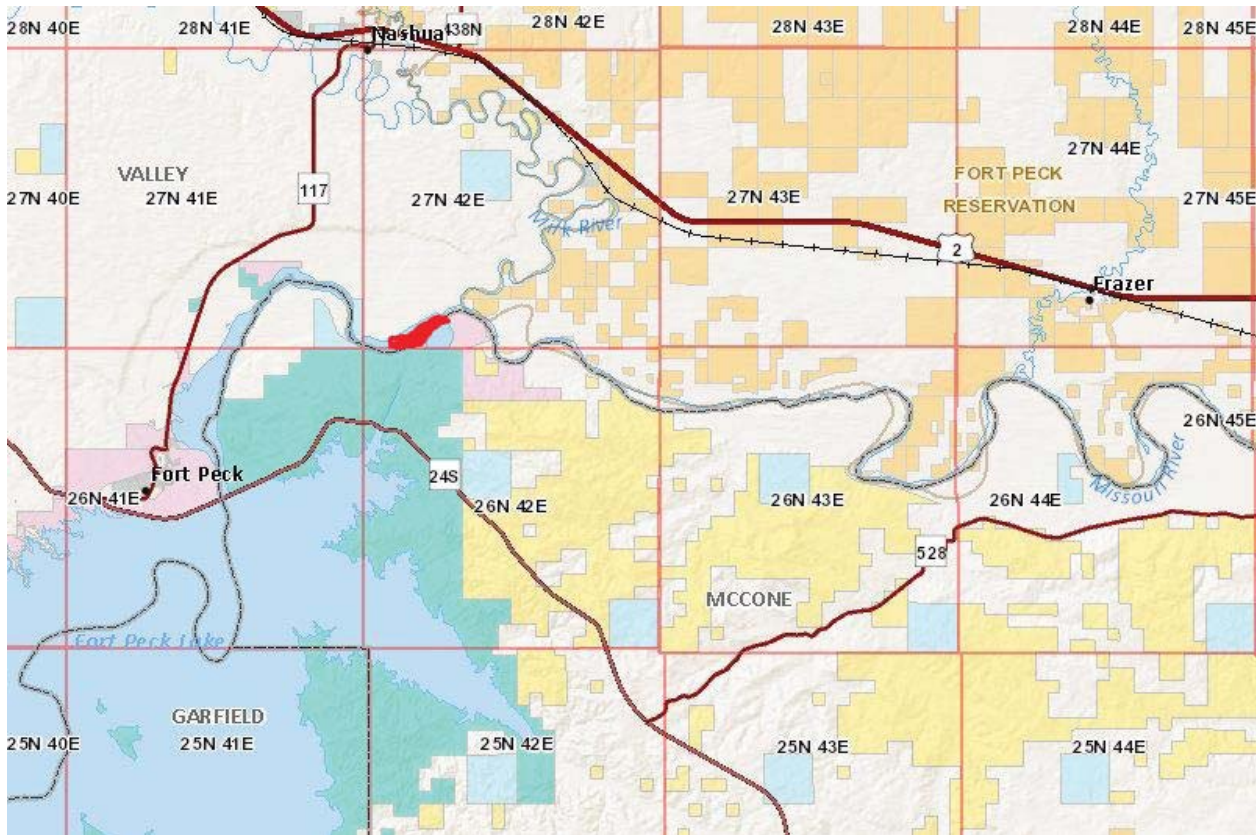 28N 40E
28N 41E
438N
28N 42E
28N 43E
28N 44E
28N 45E
Nashua
VALLEY
27N 40E
27N 41E
117
27N 42E
Milk River
27N 43E
FORT PECK
RESERVATION
27N 44E
27N 45E
2
Frazer
Fort Peck
26N 41E
24S
26N 42E
26N 43E
26N 44E
26N 45E
Missouri River
528
MCCONE
Fort Peck Lake
GARFIELD
25N 40E
25N 41E
25N 42E
25N 43E
25N 44E